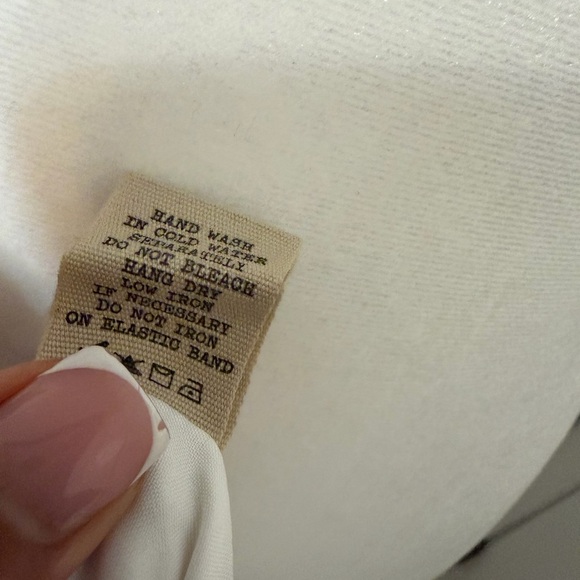 HAND WASH
IN COLD WATER
SEPARATELY
DO NOT BLEACH
HANG DRY
LOW IRON
IF NECESSARY
DO NOT IRON
ON ELASTIC BAND